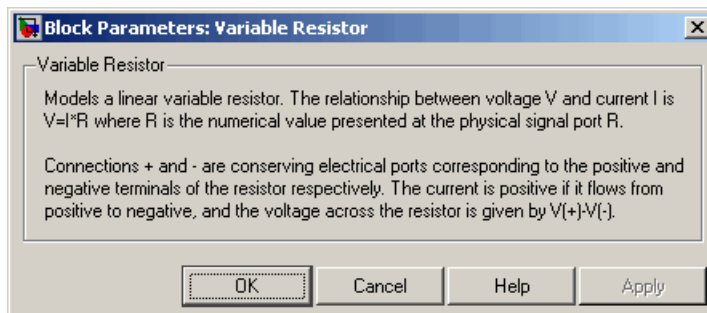 Block Parameters: Variable Resistor
Variable Resistor
Models a linear variable resistor. The relationship between voltage V and current I is
V=I*R where R is the numerical value presented at the physical signal port R.
Connections + and - are conserving electrical ports corresponding to the positive and
negative terminals of the resistor respectively. The current is positive if it flows from
positive to negative, and the voltage across the resistor is given by V(+)-V(-).
OK Cancel Help Apply